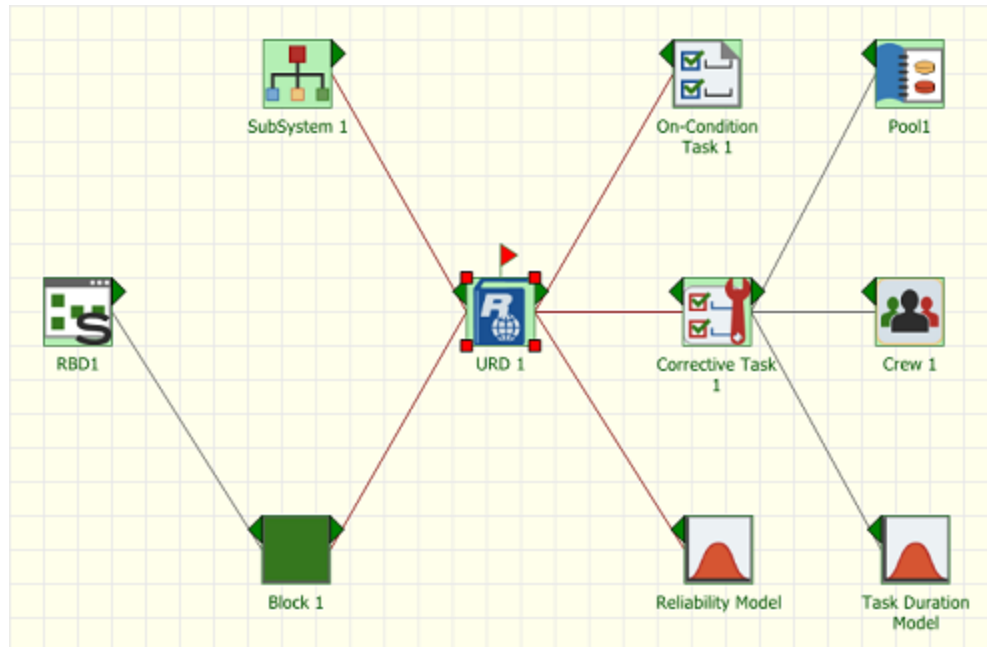 SubSystem 1
On-Condition
Task 1
Pool1
RBD1
S
R
URD 1
Corrective Task
1
Crew 1
Block 1
Reliability Model
Task Duration
Model